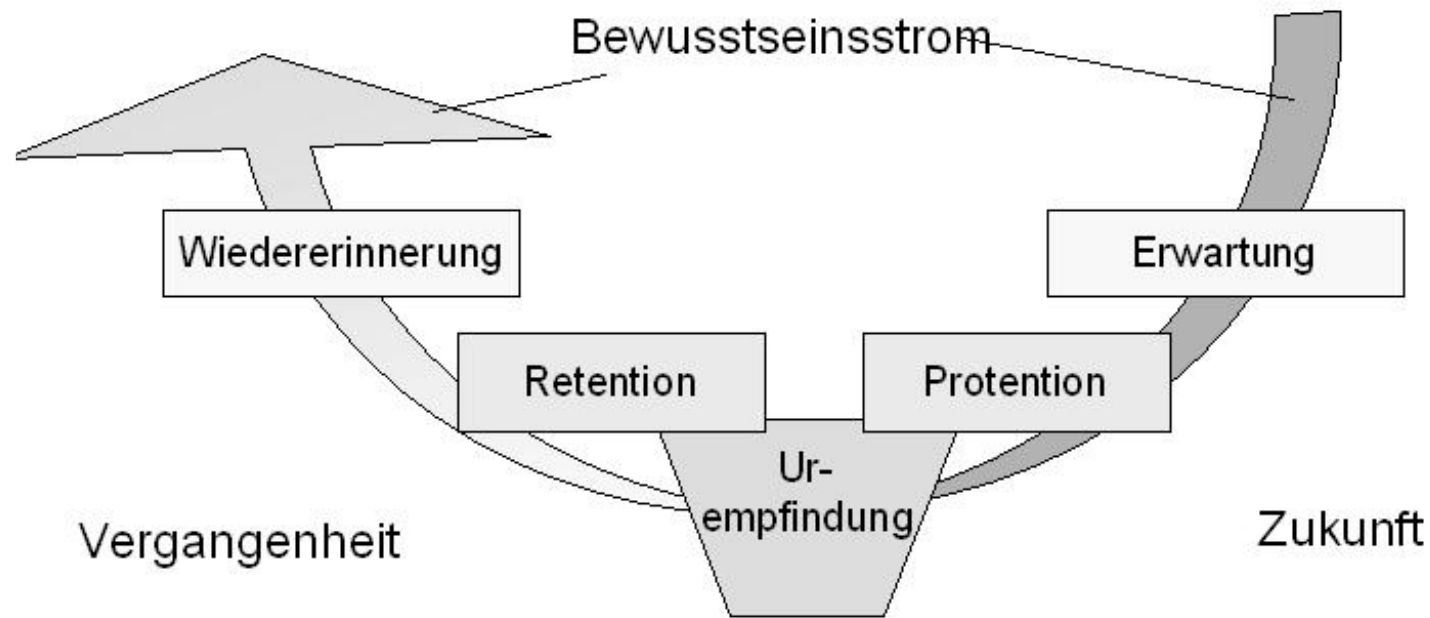 Bewusstseinsstrom
Wiedererinnerung
Erwartung
Retention
Protention
Ur-
empfindung
Vergangenheit
Zukunft